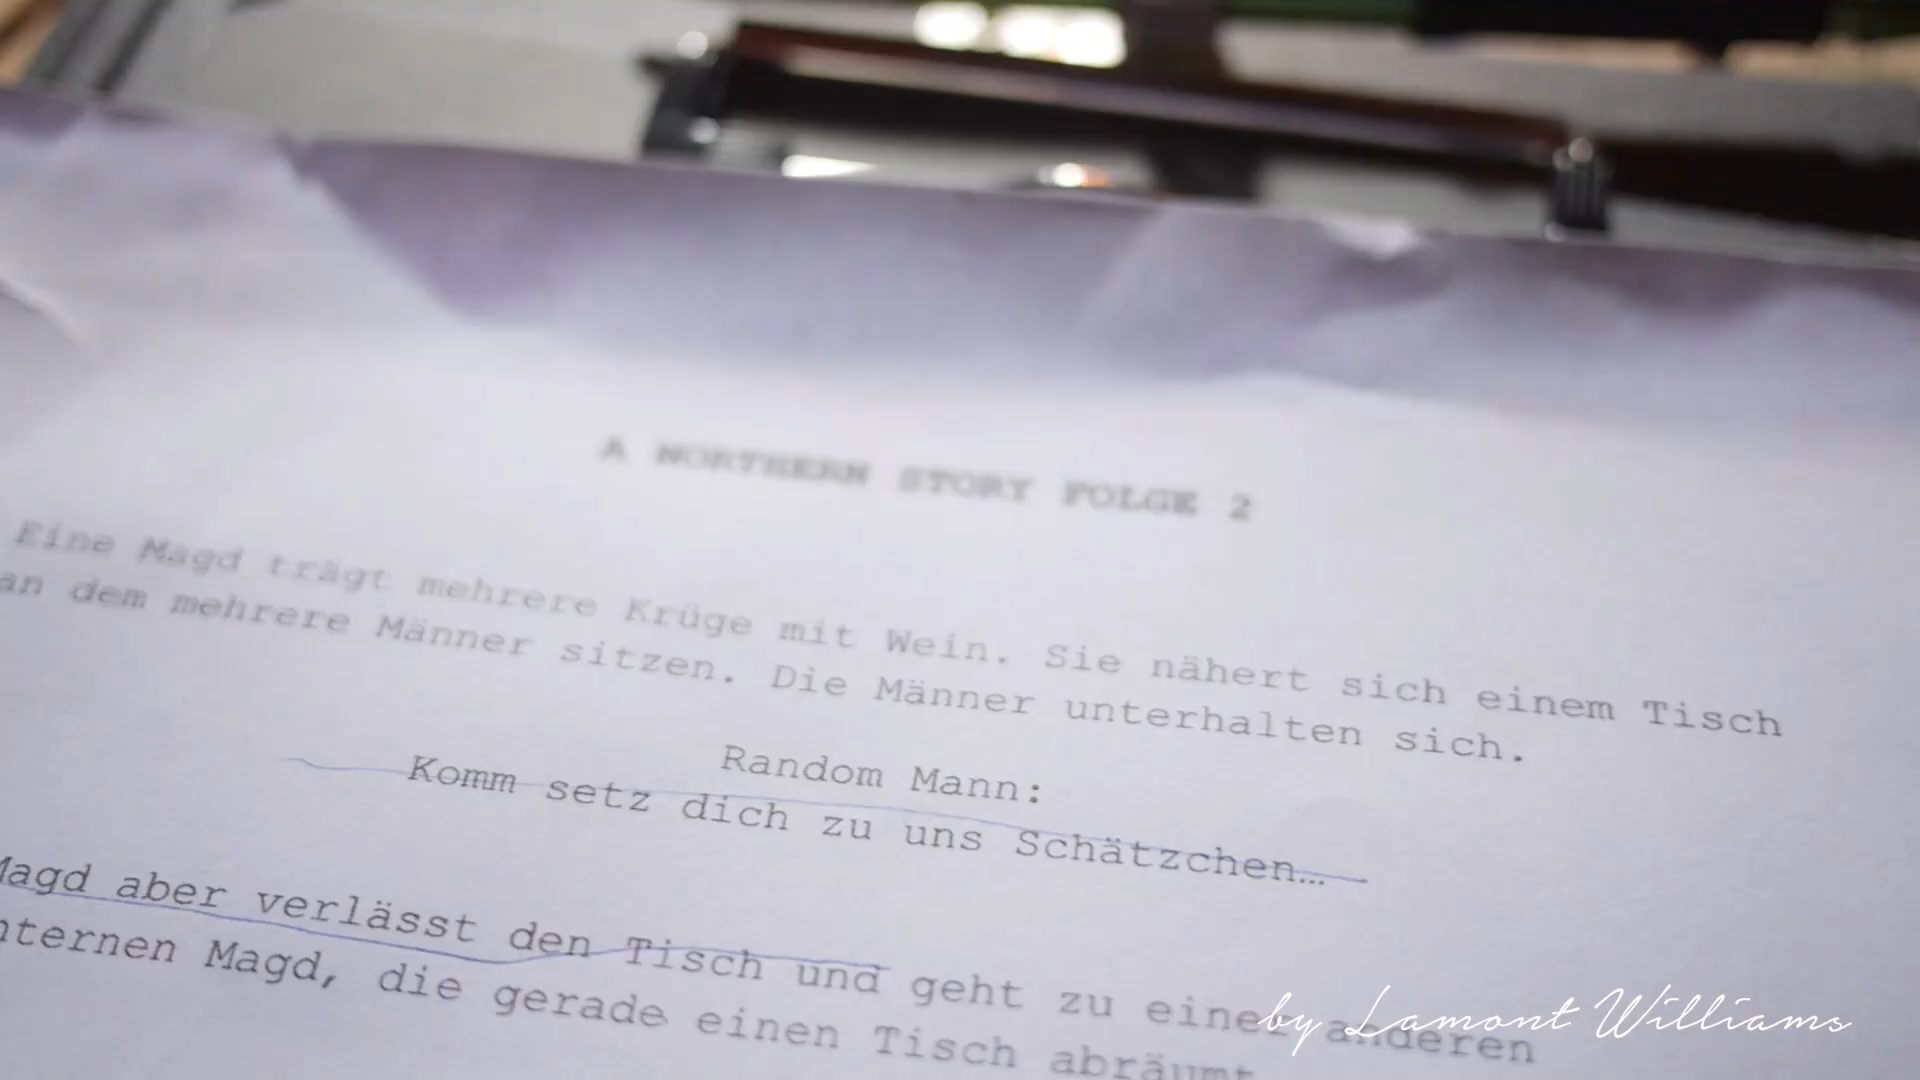 A NORTHERN STORY FOLGE 2
Eine Magd trägt mehrere Krüge mit Wein. Sie nähert sich einem Tisch
an dem mehrere Männer sitzen. Die Männer unterhalten sich.
Random Mann:
Komm setz dich zu uns Schätzchen…
Magd aber verlässt den Tisch und geht zu einer anderen
nternen Magd, die gerade einen Tisch abräumt
by Lamont Williams